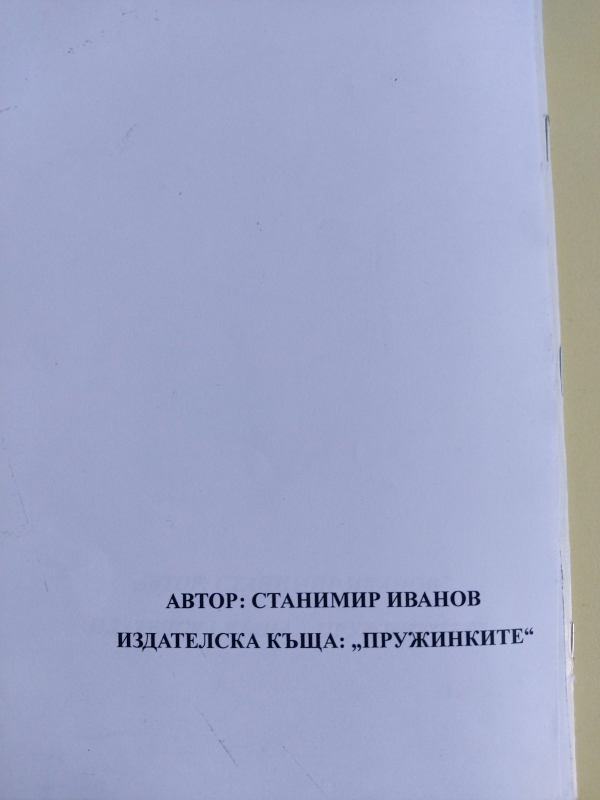 АВТОР: СТАНИМИР ИВАНОВ
ИЗДАТЕЛСКА КЪЩА: „ПРУЖИНКИТЕ“